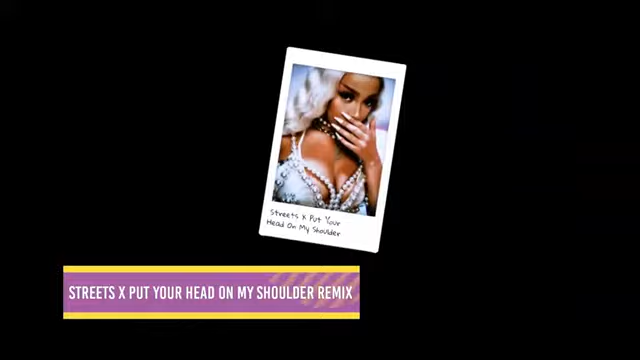 Streets X Put Your
Head On My Shoulder
STREETS X PUT YOUR HEAD ON MY SHOULDER REMIX